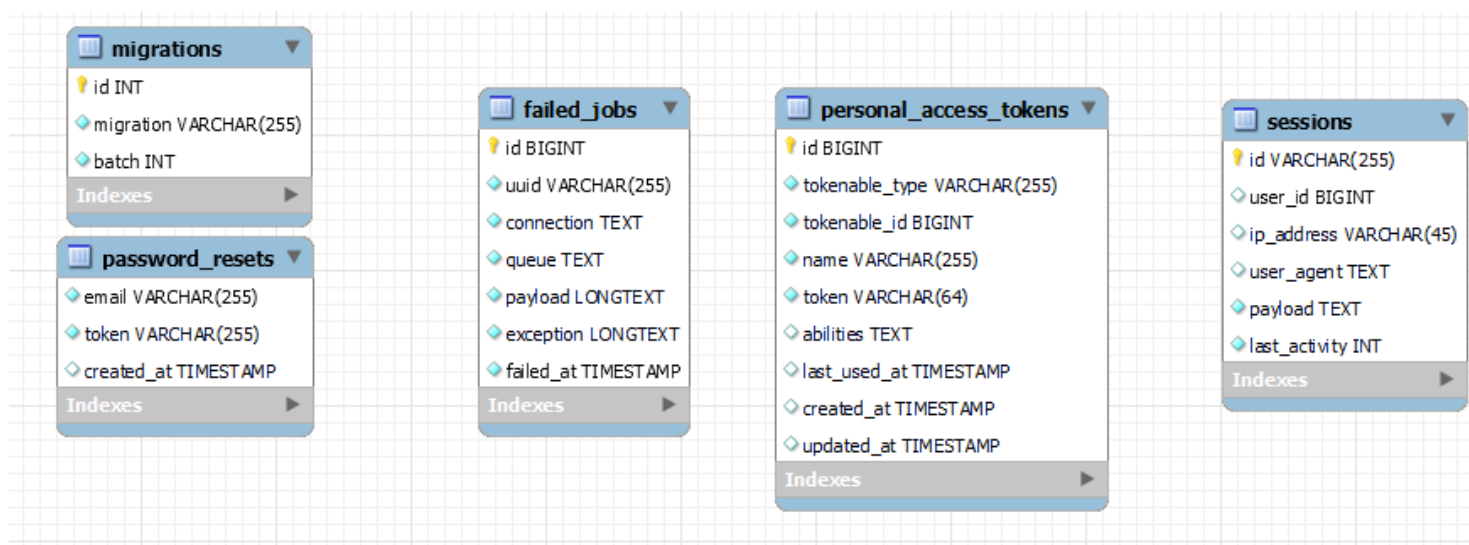 migrations
id INT
migration VARCHAR(255)
batch INT
Indexes
password_resets
email VARCHAR(255)
token VARCHAR(255)
created_at TIMESTAMP
Indexes
failed_jobs
id BIGINT
uuid VARCHAR(255)
connection TEXT
queue TEXT
payload LONGTEXT
exception LONGTEXT
failed_at TIMESTAMP
Indexes
personal_access_tokens
id BIGINT
tokenable_type VARCHAR(255)
tokenable_id BIGINT
name VARCHAR(255)
token VARCHAR(64)
abilities TEXT
last_used_at TIMESTAMP
created_at TIMESTAMP
updated_at TIMESTAMP
Indexes
sessions
id VARCHAR(255)
user_id BIGINT
ip_address VARCHAR(45)
user_agent TEXT
payload TEXT
last_activity INT
Indexes